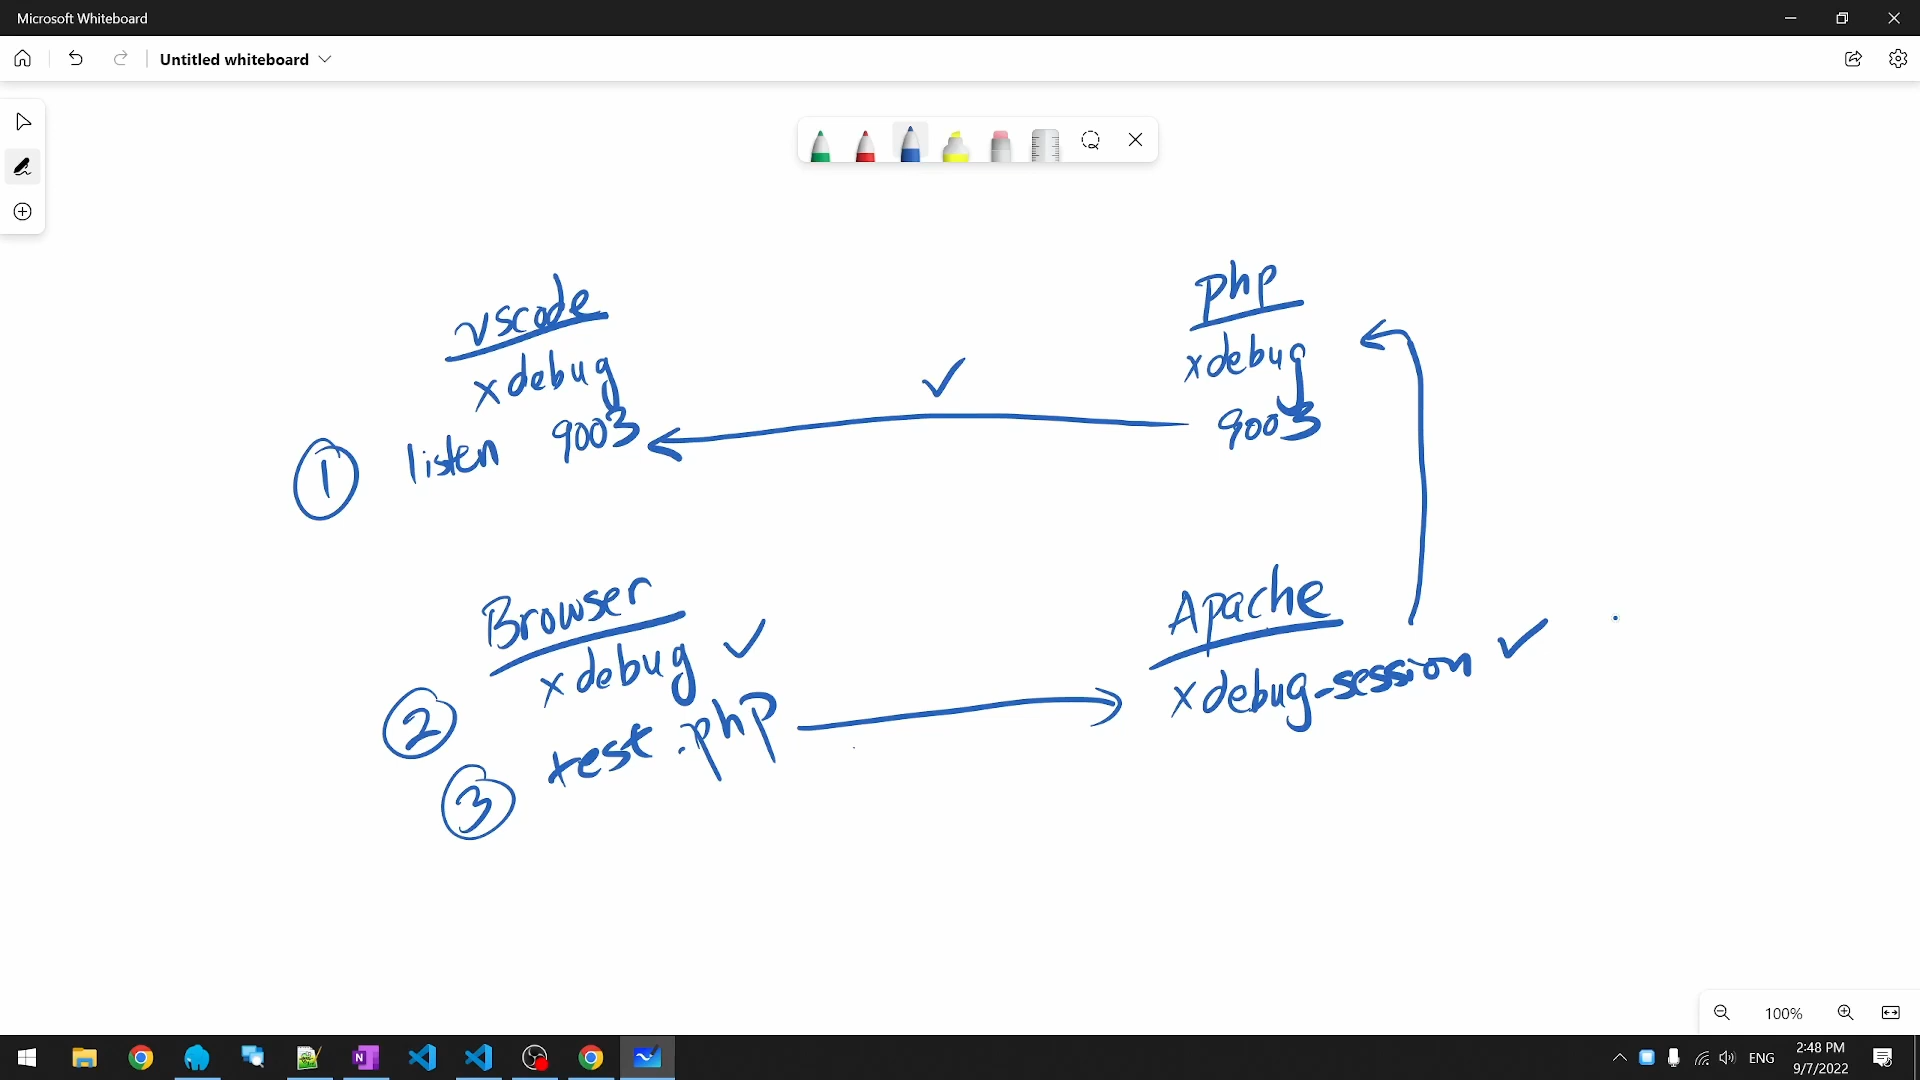 Microsoft Whiteboard
Untitled whiteboard
vscode
xdebug
listen 9003
1
php
xdebug
9003
Browser
xdebug
2
test.php
3
Apache
xdebug-session
100%
N
ENG
2:48 PM
9/7/2022